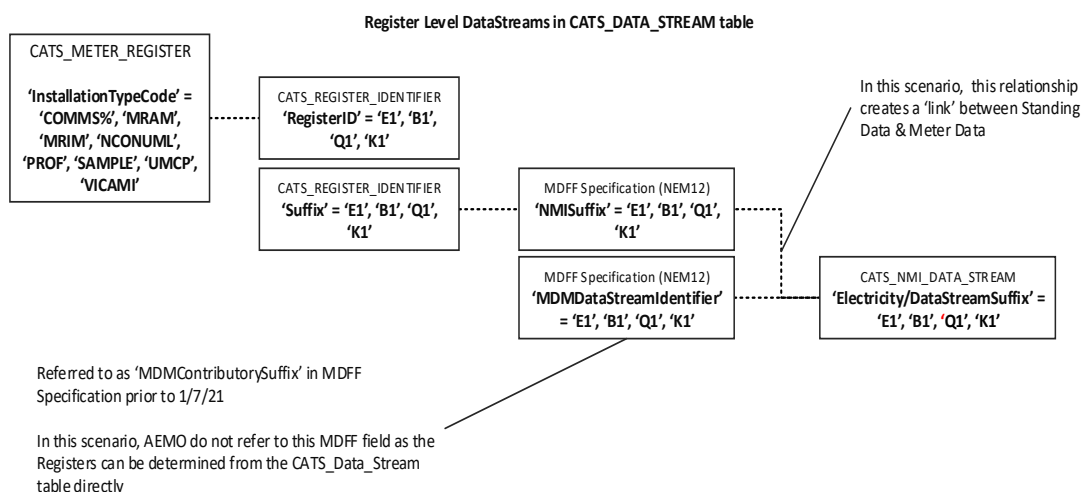 Register Level DataStreams in CATS_DATA_STREAM table
CATS_METER_REGISTER
‘InstallationTypeCode’ =
‘COMMS%’, ‘MRAM’,
‘MRIM’, ‘NCONUML’,
‘PROF’, ‘SAMPLE’, ‘UMCP’,
‘VICAMI’
CATS_REGISTER_IDENTIFIER
‘RegisterID’ = ‘E1’, ‘B1’,
‘Q1’, ‘K1’
CATS_REGISTER_IDENTIFIER
‘Suffix’ = ‘E1’, ‘B1’, ‘Q1’,
‘K1’
MDFF Specification (NEM12)
‘NMISuffix’ = ‘E1’, ‘B1’, ‘Q1’,
‘K1’
MDFF Specification (NEM12)
‘MDMDataStreamIdentifier’
= ‘E1’, ‘B1’, ‘Q1’, ‘K1’
In this scenario, this relationship
creates a ‘link’ between Standing
Data & Meter Data
CATS_NMI_DATA_STREAM
‘Electricity/DataStreamSuffix’ =
‘E1’, ‘B1’, ‘Q1’, ‘K1’
Referred to as ‘MDMContributorySuffix’ in MDFF
Specification prior to 1/7/21
In this scenario, AEMO do not refer to this MDFF field as the
Registers can be determined from the CATS_Data_Stream
table directly